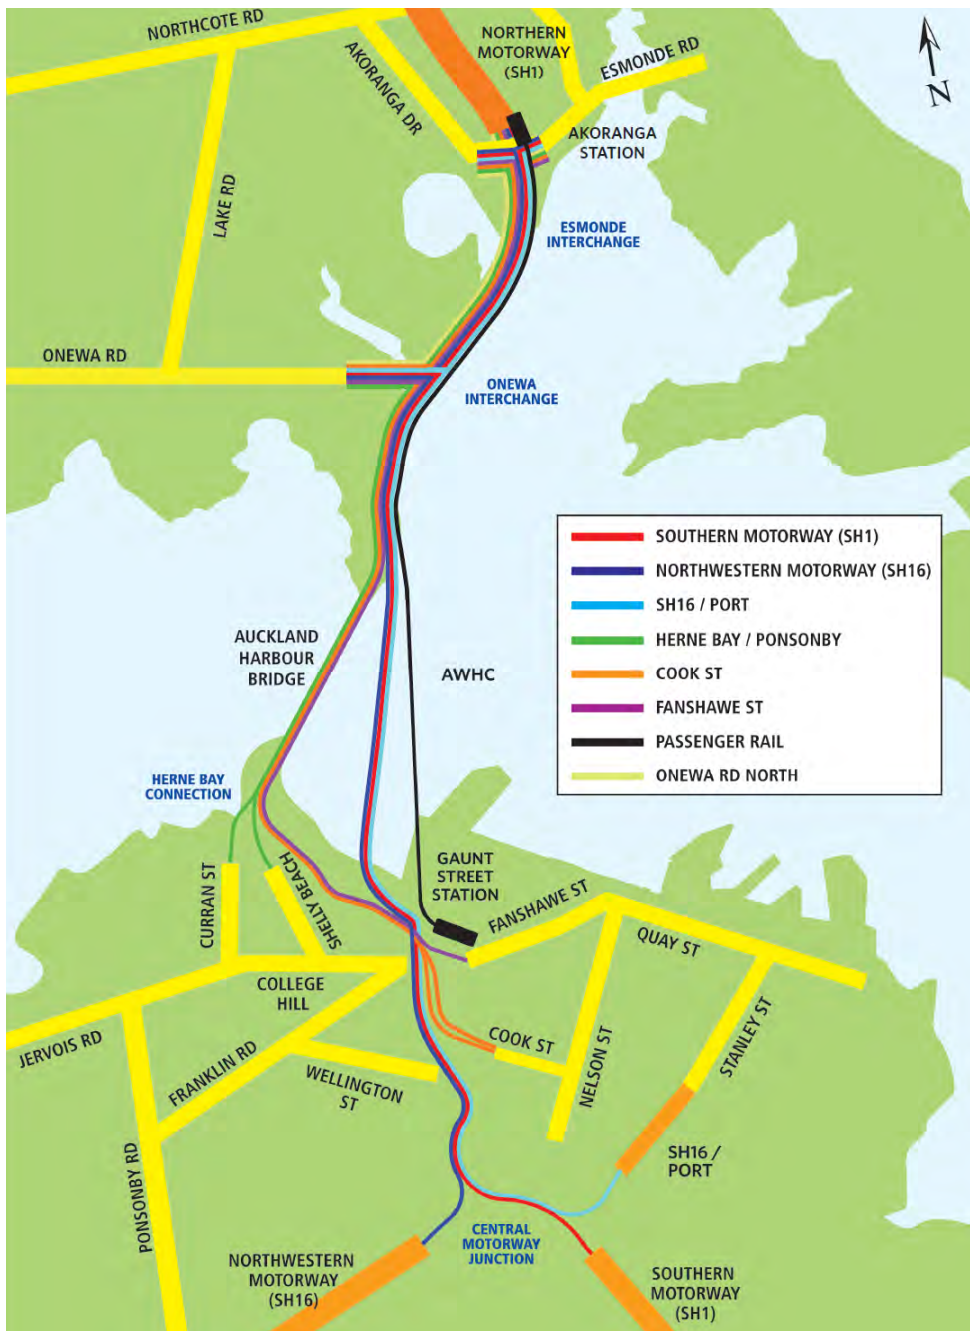 NORTHCOTE RD
NORTHERN
MOTORWAY
(SH1)
ESMONDE RD
AKORANGA DR
N
AKORANGA
STATION
LAKE RD
ESMONDE
INTERCHANGE
ONEWA RD
ONEWA
INTERCHANGE
SOUTHERN MOTORWAY (SH1)
NORTHWESTERN MOTORWAY (SH16)
SH16 / PORT
HERNE BAY / PONSONBY
COOK ST
FANSHAWE ST
PASSENGER RAIL
ONEWA RD NORTH
AUCKLAND
HARBOUR
BRIDGE
AWHC
HERNE BAY
CONNECTION
GAUNT
STREET
STATION
CURRAN ST
SHELLY BEACH
FANSHAWE ST
QUAY ST
COLLEGE
HILL
JERVOIS RD
FRANKLIN RD
WELLINGTON
ST
COOK ST
NELSON ST
STANLEY ST
PONSONBY RD
SH16 /
PORT
CENTRAL
MOTORWAY
JUNCTION
NORTHWESTERN
MOTORWAY
(SH16)
SOUTHERN
MOTORWAY
(SH1)